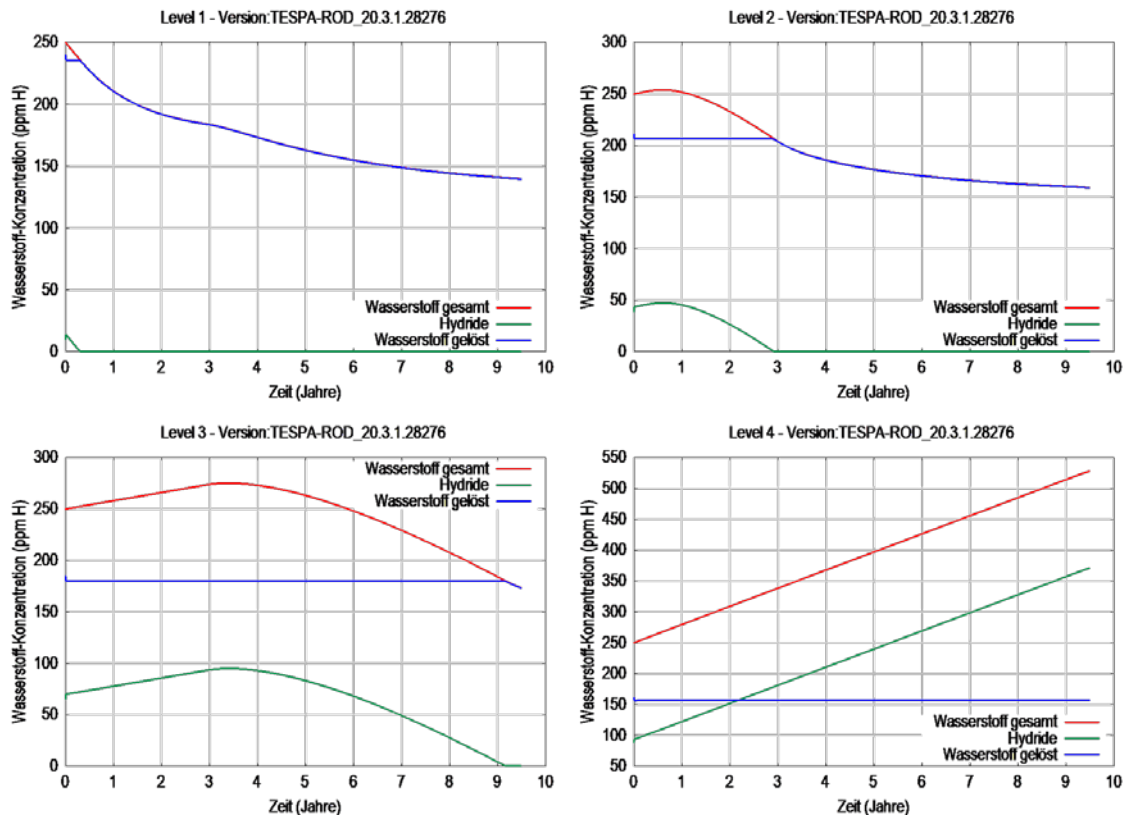 Level 1 - Version:TESPA-ROD_20.3.1.28276
250
200
150
100
50
0
Wasserstoff-Konzentration (ppm H)
Wasserstoff gesamt
Hydride
Wasserstoff gelöst
0 1 2 3 4 5 6 7 8 9 10
Zeit (Jahre)
Level 2 - Version:TESPA-ROD_20.3.1.28276
300
250
200
150
100
50
0
Wasserstoff-Konzentration (ppm H)
Wasserstoff gesamt
Hydride
Wasserstoff gelöst
0 1 2 3 4 5 6 7 8 9 10
Zeit (Jahre)
Level 3 - Version:TESPA-ROD_20.3.1.28276
300
250
200
150
100
50
0
Wasserstoff-Konzentration (ppm H)
Wasserstoff gesamt
Hydride
Wasserstoff gelöst
0 1 2 3 4 5 6 7 8 9 10
Zeit (Jahre)
Level 4 - Version:TESPA-ROD_20.3.1.28276
550
500
450
400
350
300
250
200
150
100
50
Wasserstoff-Konzentration (ppm H)
Wasserstoff gesamt
Hydride
Wasserstoff gelöst
0 1 2 3 4 5 6 7 8 9 10
Zeit (Jahre)